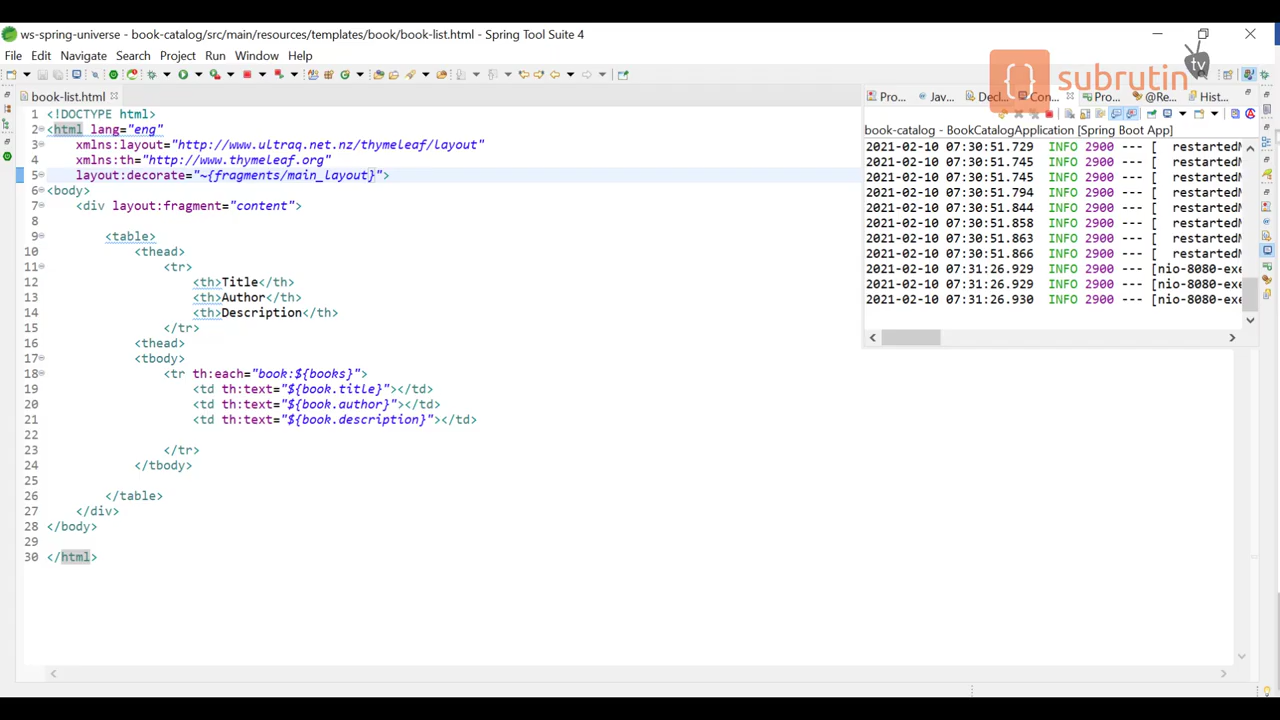 ws-spring-universe - book-catalog/src/main/resources/templates/book/book-list.html - Spring Tool Suite 4
File Edit Navigate Search Project Run Window Help
{} subrutin tv
book-list.html
Pro... Jav... Decl... Con... Pro... @Re... Hist...
book-catalog - BookCatalogApplication [Spring Boot App]
1 <!DOCTYPE html>
2 <html lang="eng"
3 xmlns:layout="http://www.ultraq.net.nz/thymeleaf/layout"
4 xmlns:th="http://www.thymeleaf.org"
5 layout:decorate="~{fragments/main_layout}">
6 <body>
7 <div layout:fragment="content">
8
9 <table>
10 <thead>
11 <tr>
12 <th>Title</th>
13 <th>Author</th>
14 <th>Description</th>
15 </tr>
16 <thead>
17 <tbody>
18 <tr th:each="book:${books}">
19 <td th:text="${book.title}"></td>
20 <td th:text="${book.author}"></td>
21 <td th:text="${book.description}"></td>
22
23 </tr>
24 </tbody>
25
26 </table>
27 </div>
28 </body>
29
30 </html>
2021-02-10 07:30:51.729 INFO 2900 --- [ restartedM
2021-02-10 07:30:51.745 INFO 2900 --- [ restartedM
2021-02-10 07:30:51.745 INFO 2900 --- [ restartedM
2021-02-10 07:30:51.794 INFO 2900 --- [ restartedM
2021-02-10 07:30:51.844 INFO 2900 --- [ restartedM
2021-02-10 07:30:51.858 INFO 2900 --- [ restartedM
2021-02-10 07:30:51.863 INFO 2900 --- [ restartedM
2021-02-10 07:30:51.866 INFO 2900 --- [ restartedM
2021-02-10 07:31:26.929 INFO 2900 --- [nio-8080-exe
2021-02-10 07:31:26.929 INFO 2900 --- [nio-8080-exe
2021-02-10 07:31:26.930 INFO 2900 --- [nio-8080-exe